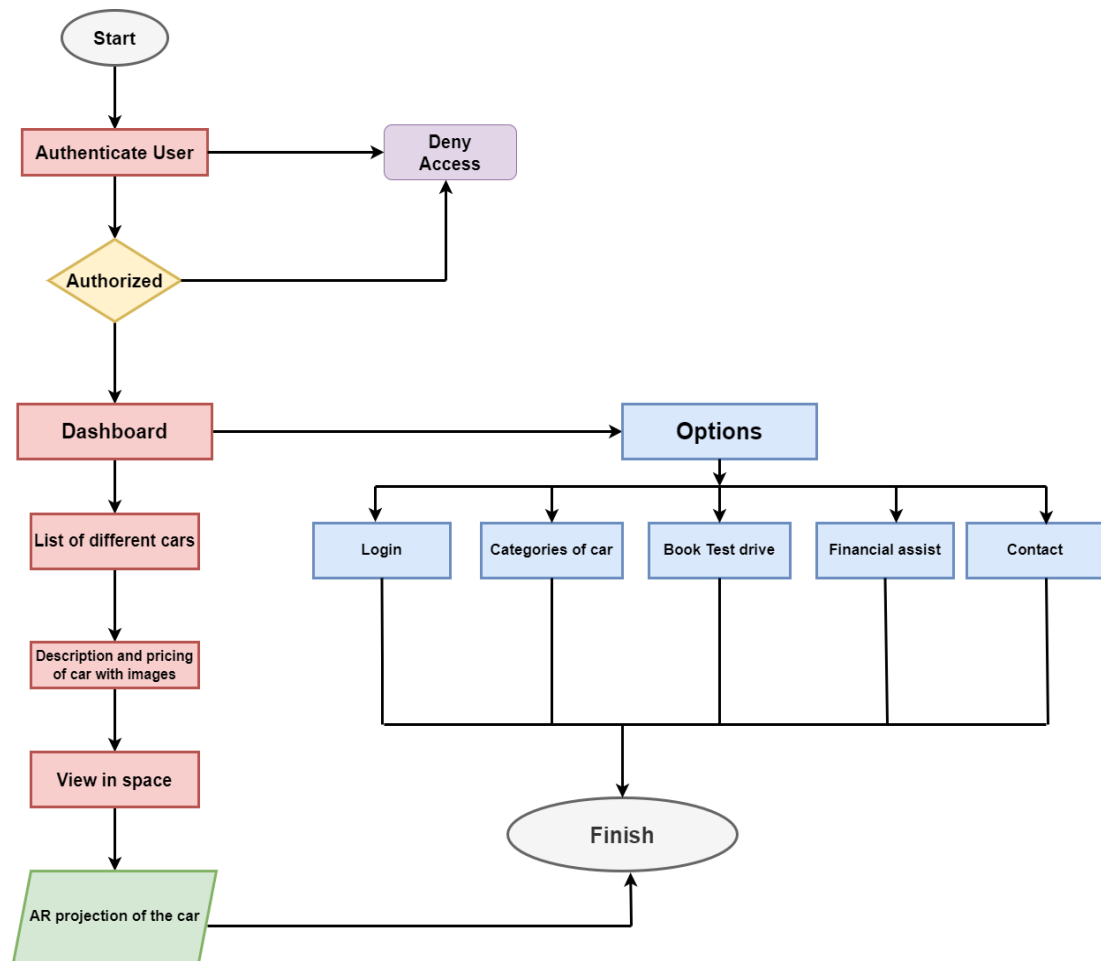 Start
Authenticate User
Deny
Access
Authorized
Dashboard
Options
List of different cars
Login
Categories of car
Book Test drive
Financial assist
Contact
Description and pricing
of car with images
View in space
Finish
AR projection of the car